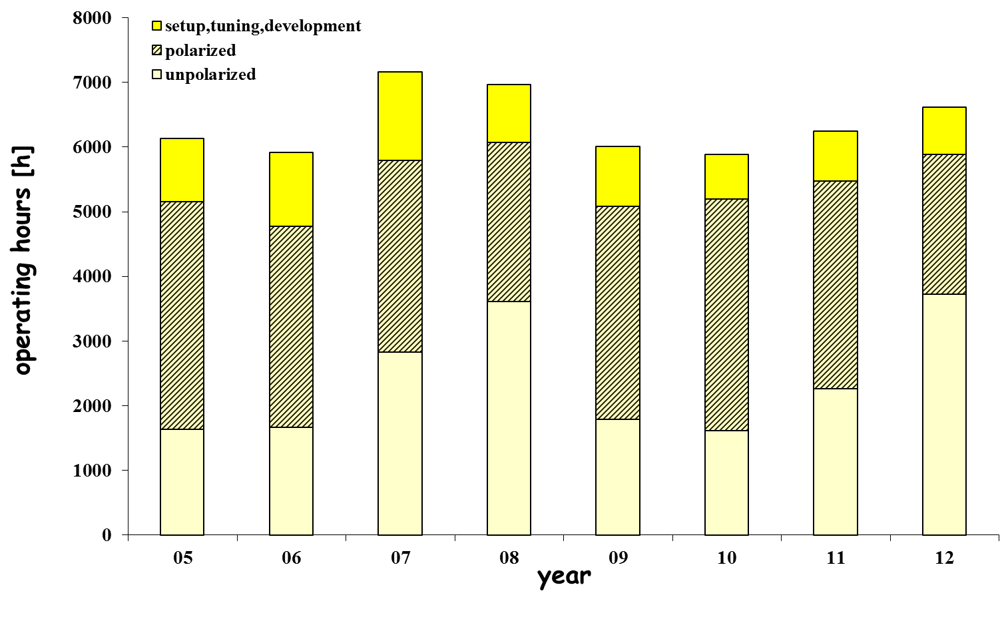 8000
setup,tuning,development
polarized
unpolarized
7000
6000
5000
4000
3000
2000
1000
0
operating hours [h]
05 06 07 08 09 10 11 12
year